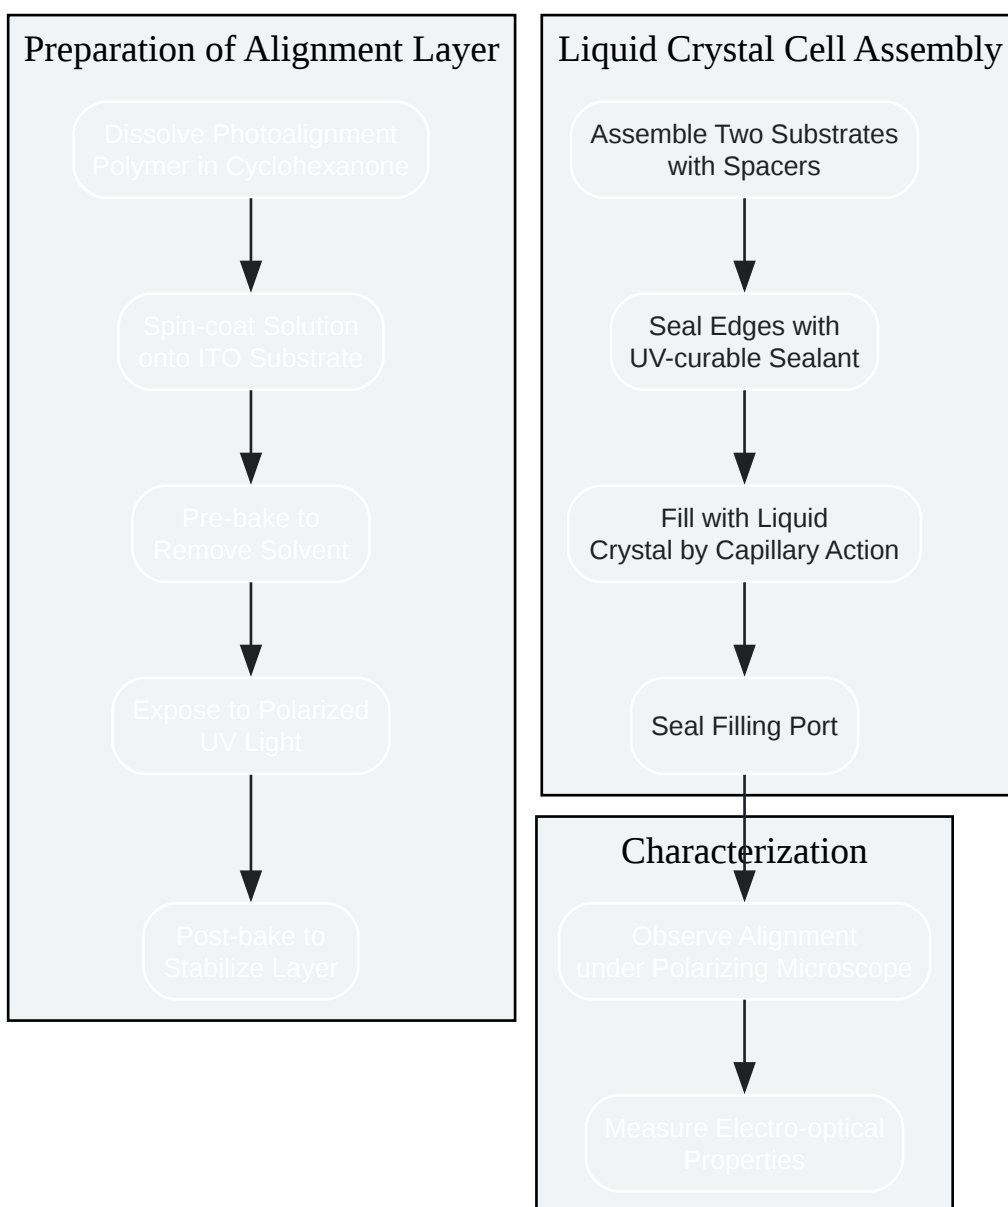 Preparation of Alignment Layer
Dissolve Photoalignment
Polymer in Cyclohexanone
Spin-coat Solution
onto ITO Substrate
Pre-bake to
Remove Solvent
Expose to Polarized
UV Light
Post-bake to
Stabilize Layer
Liquid Crystal Cell Assembly
Assemble Two Substrates
with Spacers
Seal Edges with
UV-curable Sealant
Fill with Liquid
Crystal by Capillary Action
Seal Filling Port
Characterization
Observe Alignment
under Polarizing Microscope
Measure Electro-optical
Properties